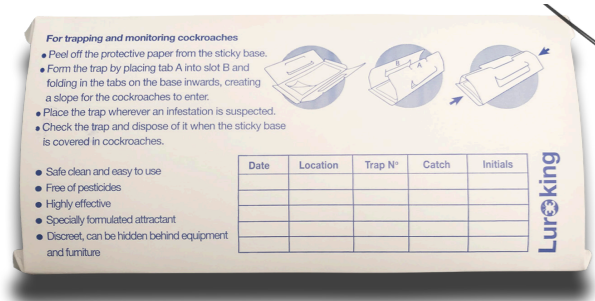 For trapping and monitoring cockroaches
• Peel off the protective paper from the sticky base.
• Form the trap by placing tab A into slot B and
folding in the tabs on the base inwards, creating
a slope for the cockroaches to enter.
• Place the trap wherever an infestation is suspected.
• Check the trap and dispose of it when the sticky base
is covered in cockroaches.
B A
• Safe clean and easy to use
• Free of pesticides
• Highly effective
• Specially formulated attractant
• Discreet, can be hidden behind equipment
and furniture
Date Location Trap Nº Catch Initials
Luroking